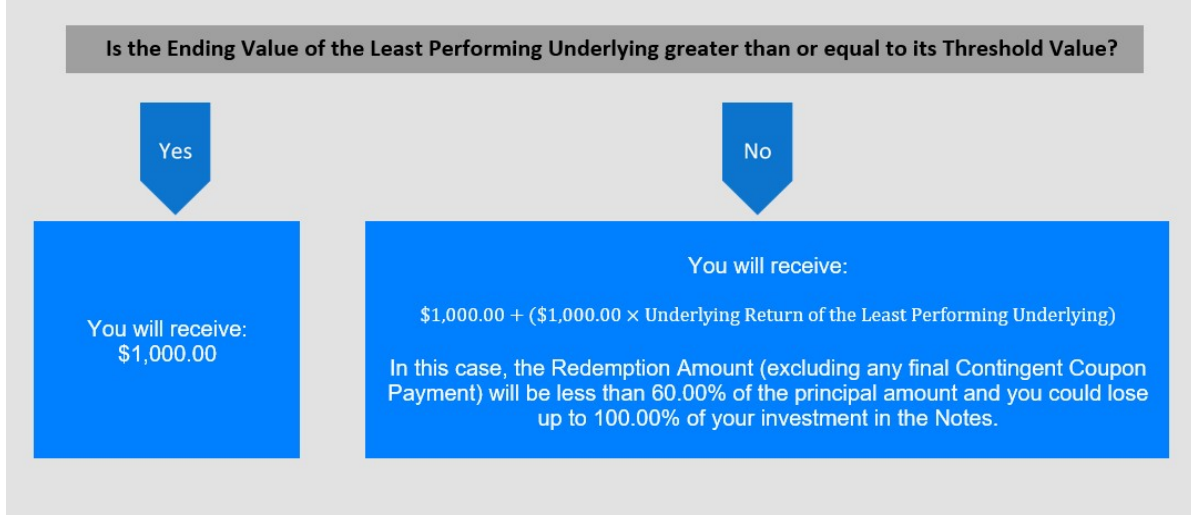 Is the Ending Value of the Least Performing Underlying greater than or equal to its Threshold Value?
Yes
No
You will receive:
$1,000.00
You will receive:
$1,000.00 + ($1,000.00 × Underlying Return of the Least Performing Underlying)
In this case, the Redemption Amount (excluding any final Contingent Coupon
Payment) will be less than 60.00% of the principal amount and you could lose
up to 100.00% of your investment in the Notes.